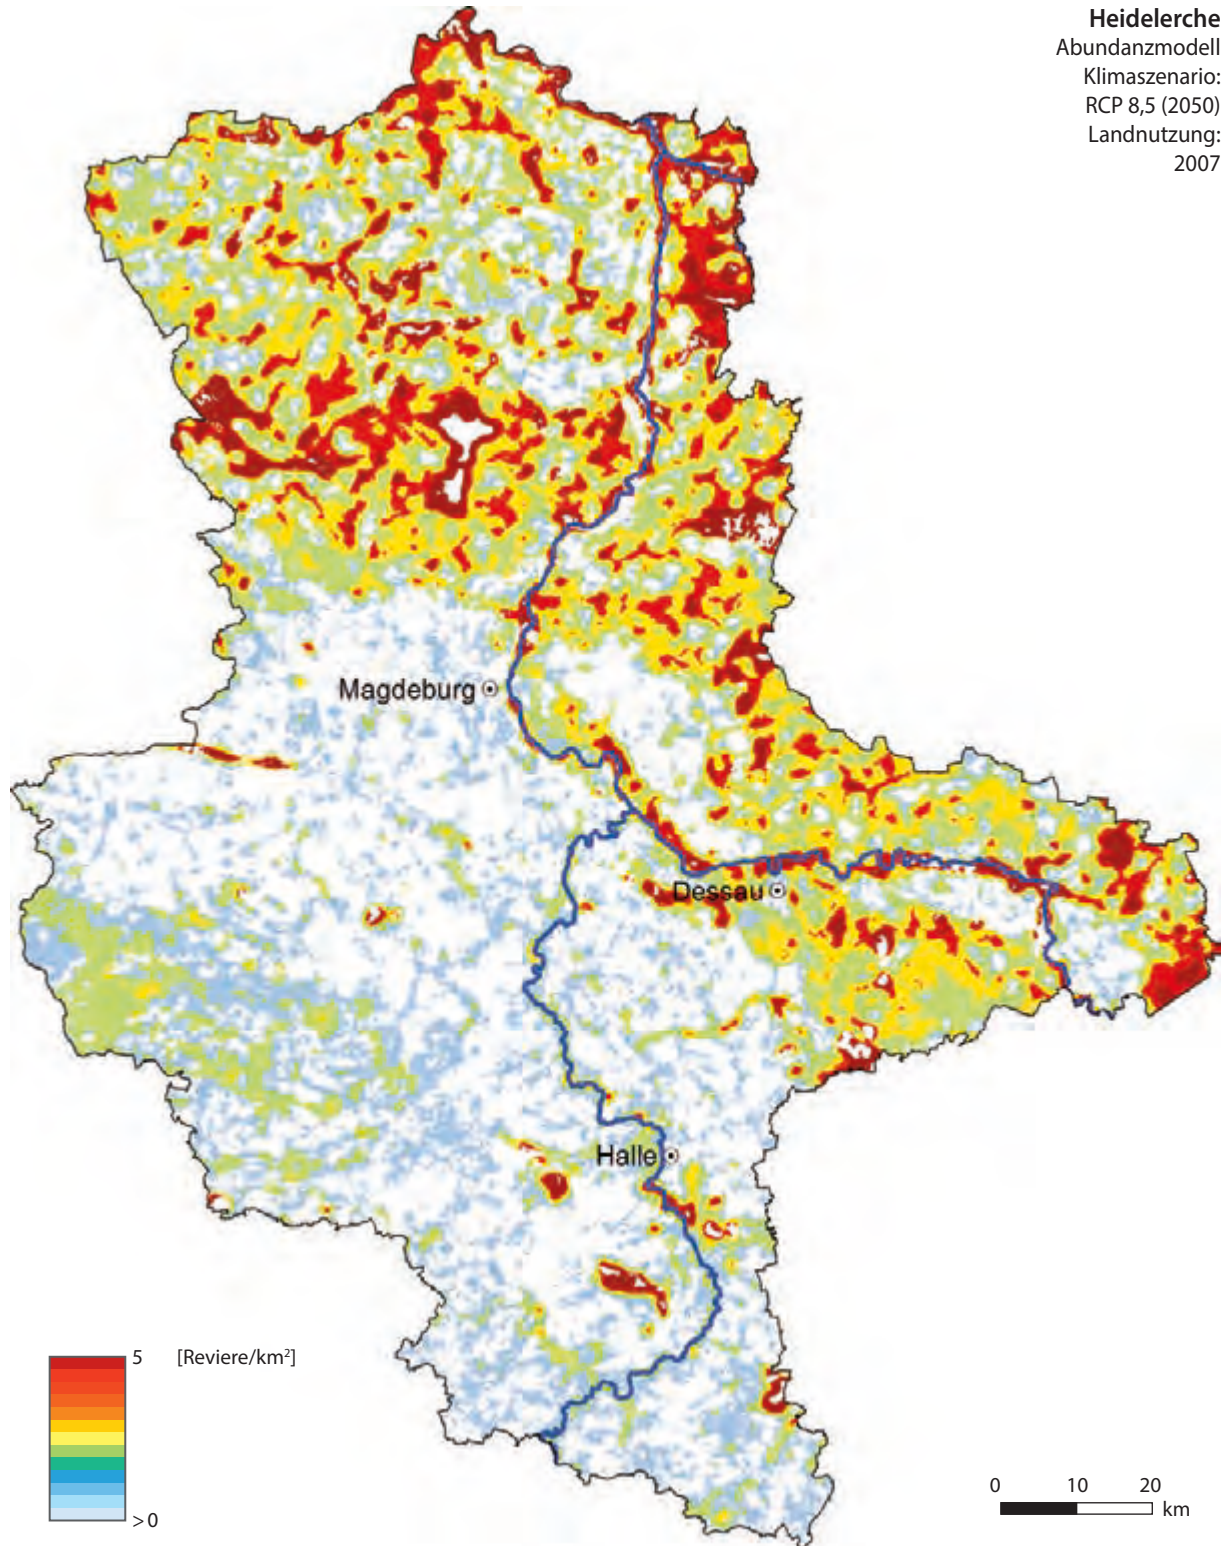 Heidelerche
Abundanzmodell
Klimaszenario:
RCP 8,5 (2050)
Landnutzung:
2007
Magdeburg
Dessau
Halle
5 [Reviere/km²]
> 0
0 10 20
km